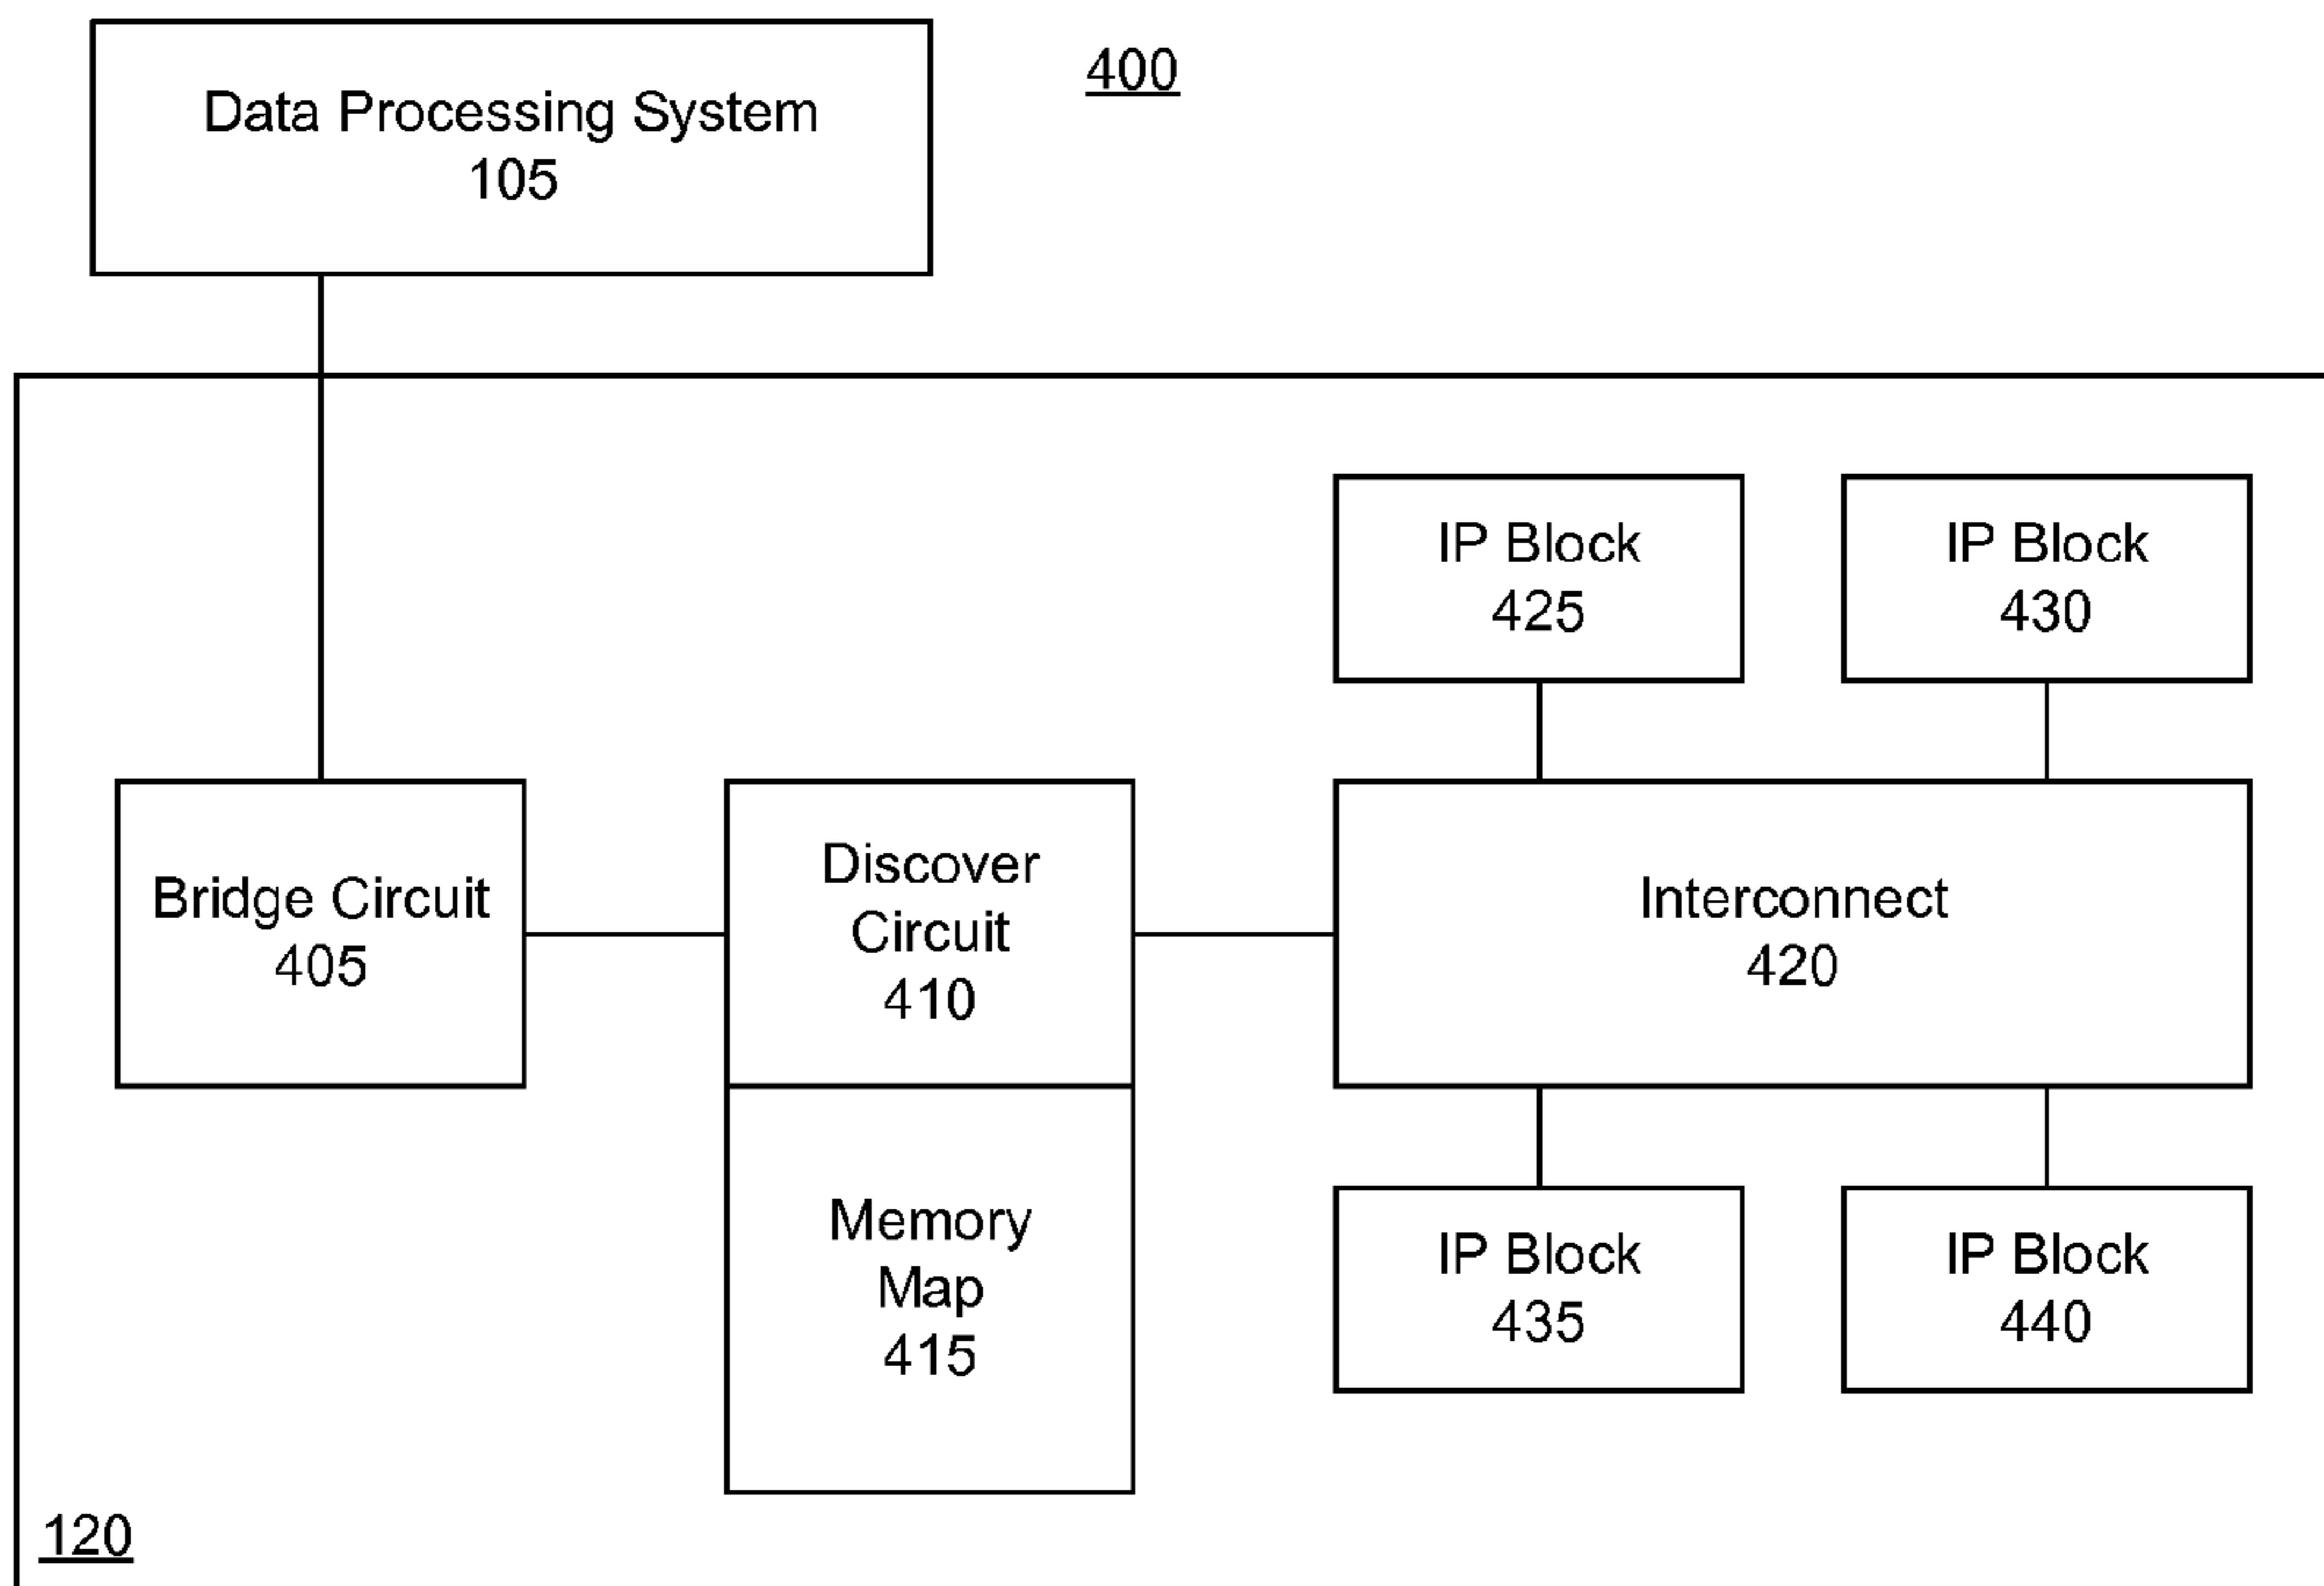 Data Processing System
105
400
IP Block
425
IP Block
430
Bridge Circuit
405
Discover
Circuit
410
Memory
Map
415
Interconnect
420
IP Block
435
IP Block
440
120